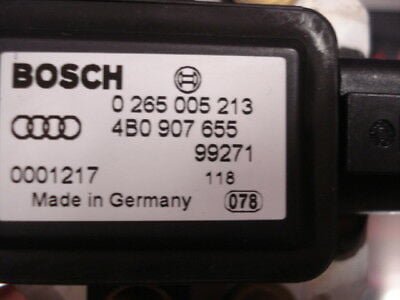 BOSCH
0 265 005 213
4B0 907 655
99271
0001217 118
Made in Germany 078